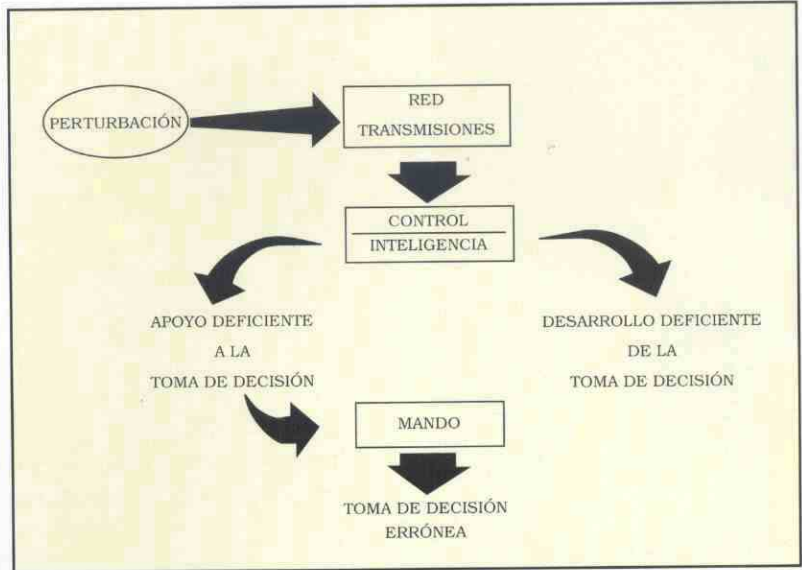 PERTURBACIÓN
RED
TRANSMISIONES
CONTROL
INTELIGENCIA
APOYO DEFICIENTE
A LA
TOMA DE DECISIÓN
DESARROLLO DEFICIENTE
DE LA
TOMA DE DECISIÓN
MANDO
TOMA DE DECISIÓN
ERRÓNEA